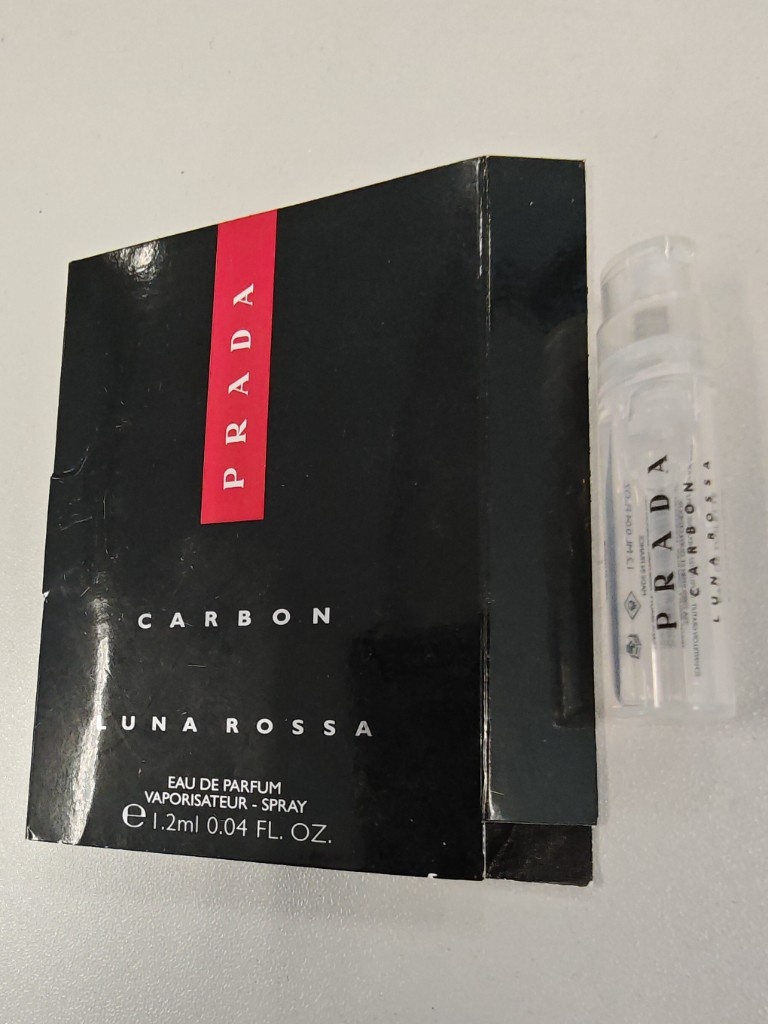 PRADA
CARBON
LUNA ROSSA
EAU DE PARFUM
VAPORISATEUR - SPRAY
e 1.2ml 0.04 FL. OZ.
PRADA
CARBON
LUNA ROSSA